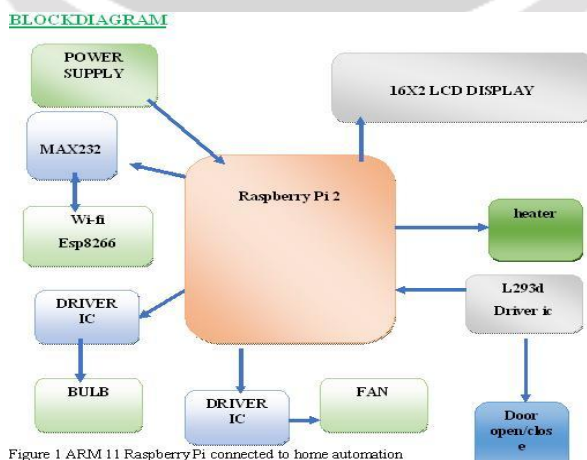 BLOCKDIAGRAM
POWER
SUPPLY
16X2 LCD DISPLAY
MAX232
Raspberry Pi 2
Wi-fi
Esp8266
heater
L293d
Driver ic
DRIVER
IC
BULB
DRIVER
IC
FAN
Door
open/clos
e
Figure 1 ARM 11 Raspberry Pi connected to home automation